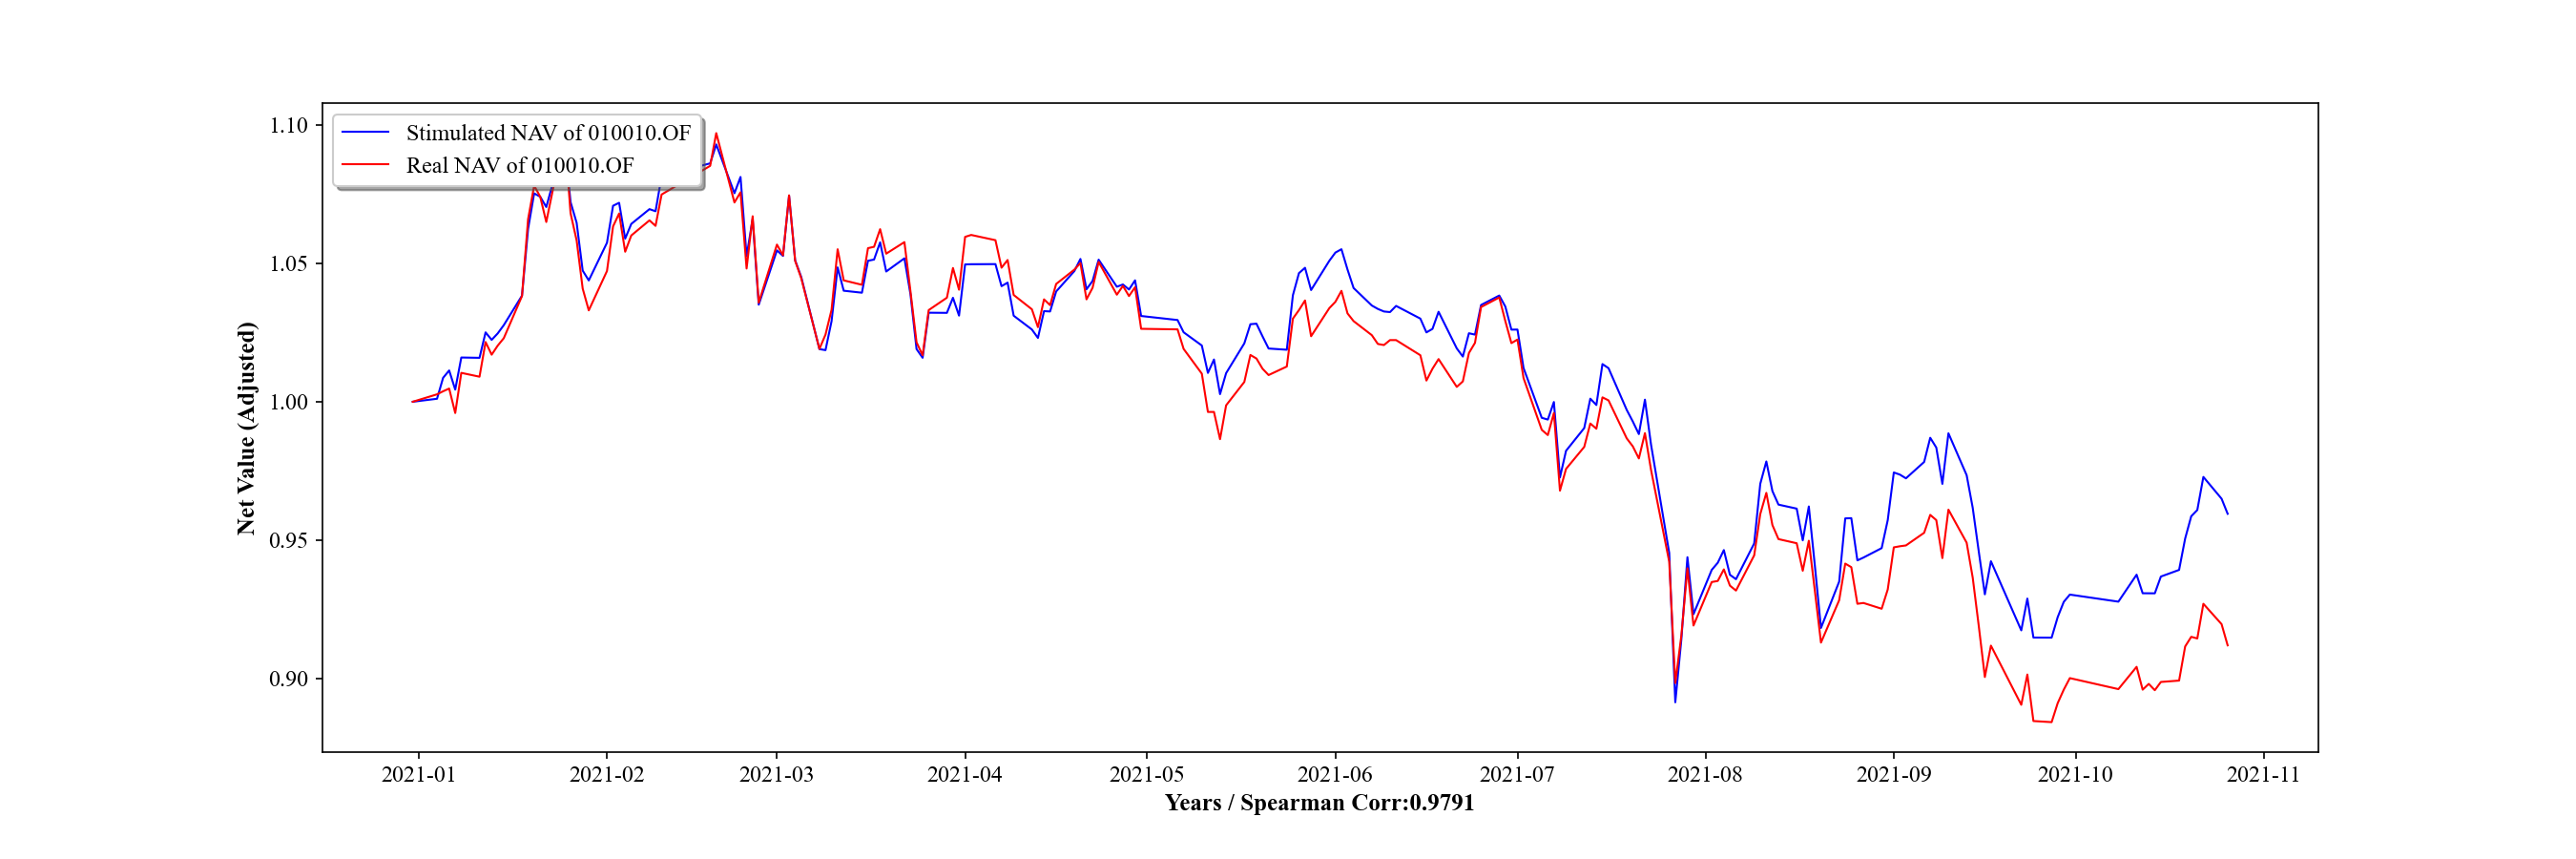 Stimulated NAV of 010010.OF
Real NAV of 010010.OF
1.10
1.05
1.00
0.95
0.90
Net Value (Adjusted)
2021-01 2021-02 2021-03 2021-04 2021-05 2021-06 2021-07 2021-08 2021-09 2021-10 2021-11
Years / Spearman Corr:0.9791